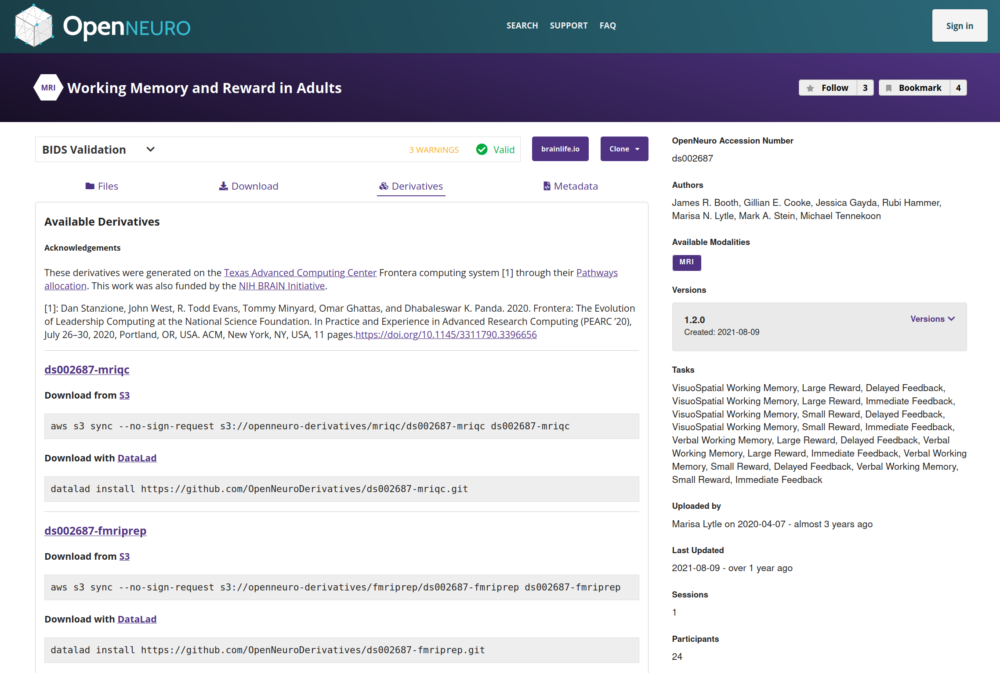 OpenNEURO
SEARCH SUPPORT FAQ
Sign in
MRI Working Memory and Reward in Adults
Follow 3 Bookmark 4
BIDS Validation 3 WARNINGS Valid
brainlife.io Clone
Files Download Derivatives Metadata
Available Derivatives
Acknowledgements
These derivatives were generated on the Texas Advanced Computing Center Frontera computing system [1] through their Pathways
allocation. This work was also funded by the NIH BRAIN Initiative.
[1]: Dan Stanzione, John West, R. Todd Evans, Tommy Minyard, Omar Ghattas, and Dhabaleswar K. Panda. 2020. Frontera: The Evolution
of Leadership Computing at the National Science Foundation. In Practice and Experience in Advanced Research Computing (PEARC ’20),
July 26–30, 2020, Portland, OR, USA. ACM, New York, NY, USA, 11 pages.https://doi.org/10.1145/3311790.3396656
ds002687-mriqc
Download from S3
aws s3 sync --no-sign-request s3://openneuro-derivatives/mriqc/ds002687-mriqc ds002687-mriqc
Download with DataLad
datalad install https://github.com/OpenNeuroDerivatives/ds002687-mriqc.git
ds002687-fmriprep
Download from S3
aws s3 sync --no-sign-request s3://openneuro-derivatives/fmriprep/ds002687-fmriprep ds002687-fmriprep
Download with DataLad
datalad install https://github.com/OpenNeuroDerivatives/ds002687-fmriprep.git
OpenNeuro Accession Number
ds002687
Authors
James R. Booth, Gillian E. Cooke, Jessica Gayda, Rubi Hammer,
Marisa N. Lytle, Mark A. Stein, Michael Tennekoon
Available Modalities
MRI
Versions
1.2.0 Versions
Created: 2021-08-09
Tasks
VisuoSpatial Working Memory, Large Reward, Delayed Feedback,
VisuoSpatial Working Memory, Large Reward, Immediate Feedback,
VisuoSpatial Working Memory, Small Reward, Delayed Feedback,
VisuoSpatial Working Memory, Small Reward, Immediate Feedback,
Verbal Working Memory, Large Reward, Delayed Feedback, Verbal
Working Memory, Large Reward, Immediate Feedback, Verbal Working
Memory, Small Reward, Delayed Feedback, Verbal Working Memory,
Small Reward, Immediate Feedback
Uploaded by
Marisa Lytle on 2020-04-07 - almost 3 years ago
Last Updated
2021-08-09 - over 1 year ago
Sessions
1
Participants
24